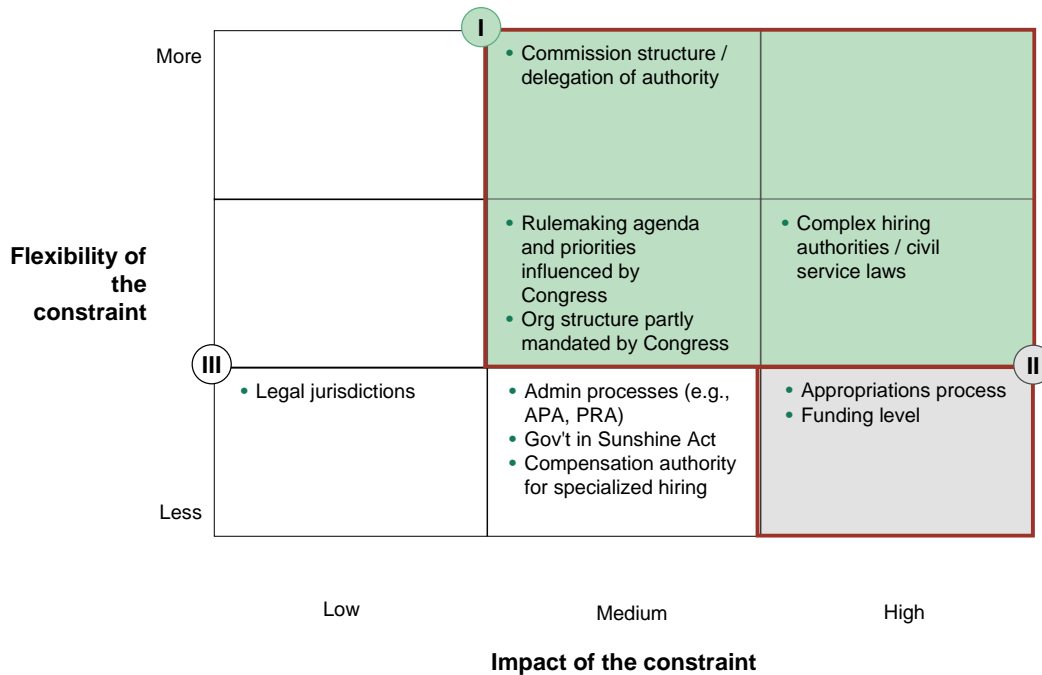 I
More
• Commission structure /
delegation of authority
Flexibility of
the
constraint
• Rulemaking agenda
and priorities
influenced by
Congress
• Org structure partly
mandated by Congress
• Complex hiring
authorities / civil
service laws
III
II
• Legal jurisdictions
• Admin processes (e.g.,
APA, PRA)
• Gov't in Sunshine Act
• Compensation authority
for specialized hiring
• Appropriations process
• Funding level
Less
Low
Medium
High
Impact of the constraint